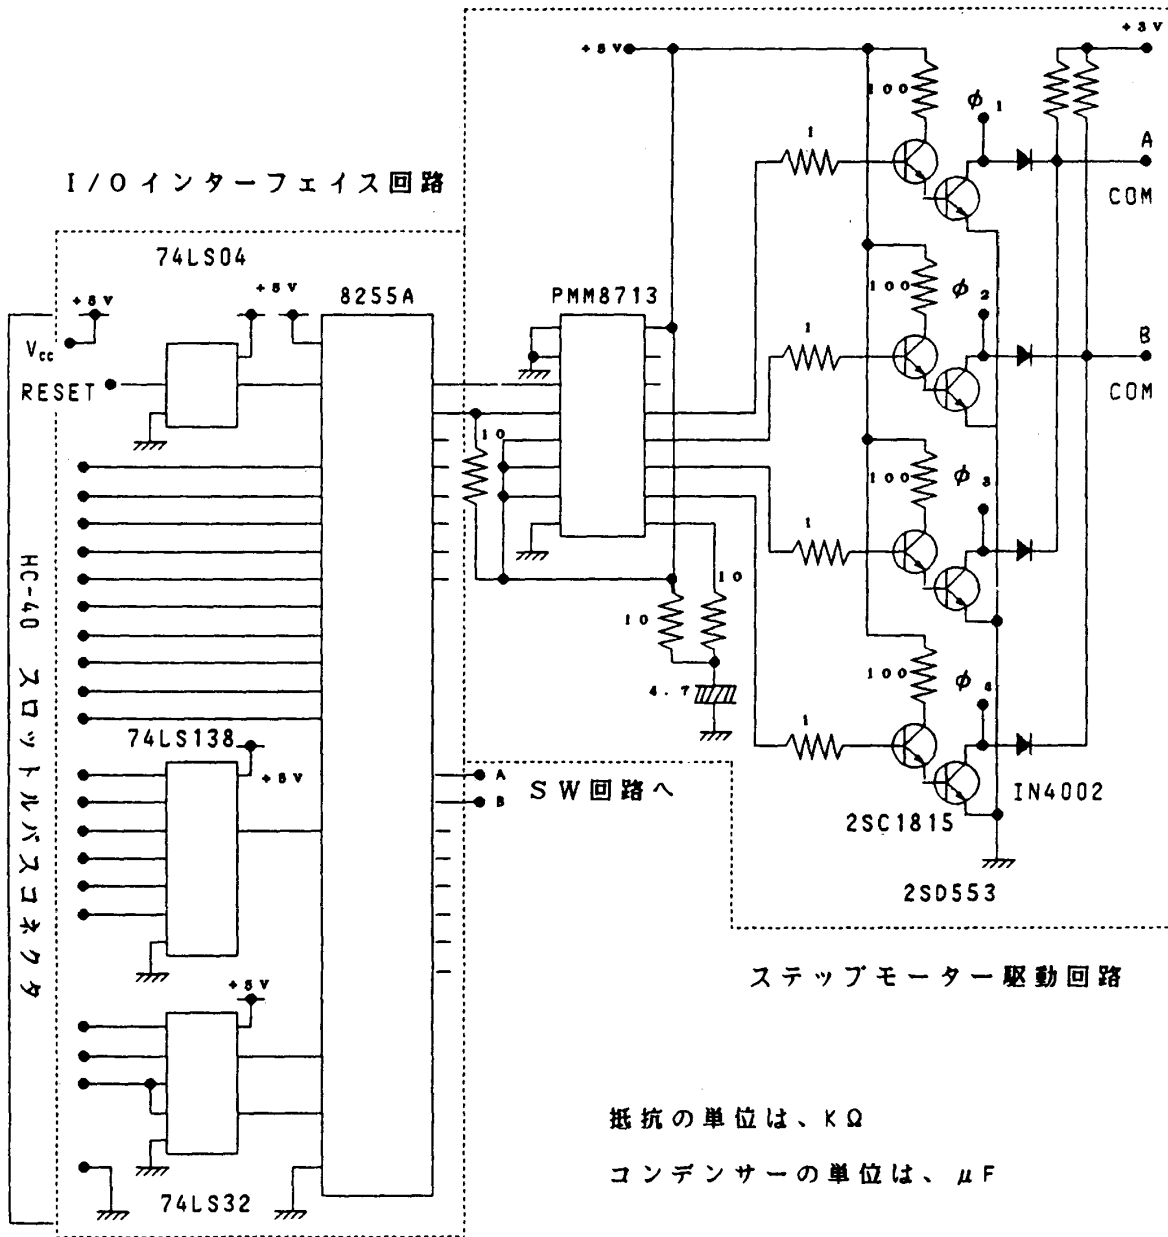 +5V
+3V
100
φ1
1
A
COM
I/Oインターフェイス回路
74LS04
+5V
+5V
8255A
PMM8713
100
φ2
1
B
COM
Vcc
RESET
10
100
φ3
1
HC-40 スロットルバスコネクタ
10
10
4.7
100
φ4
1
74LS138
+5V
A
B
SW回路へ
IN4002
2SC1815
2SD553
ステップモーター駆動回路
+5V
74LS32
抵抗の単位は、KΩ
コンデンサーの単位は、μF